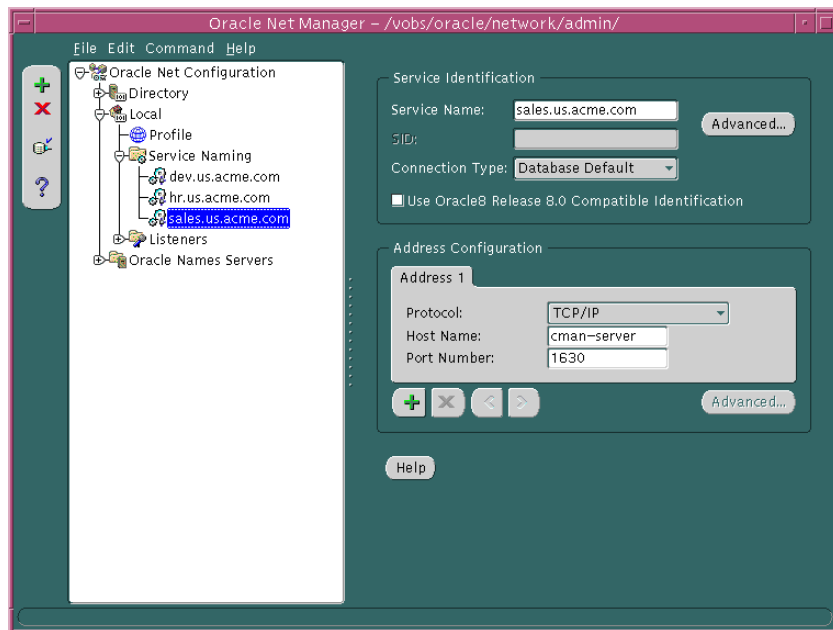 Oracle Net Manager – /vobs/oracle/network/admin/
File Edit Command Help
Oracle Net Configuration
Directory
Local
Profile
Service Naming
dev.us.acme.com
hr.us.acme.com
sales.us.acme.com
Listeners
Oracle Names Servers
Service Identification
Service Name: sales.us.acme.com
Advanced...
SID:
Connection Type: Database Default
Use Oracle8 Release 8.0 Compatible Identification
Address Configuration
Address 1
Protocol: TCP/IP
Host Name: cman-server
Port Number: 1630
Advanced...
Help